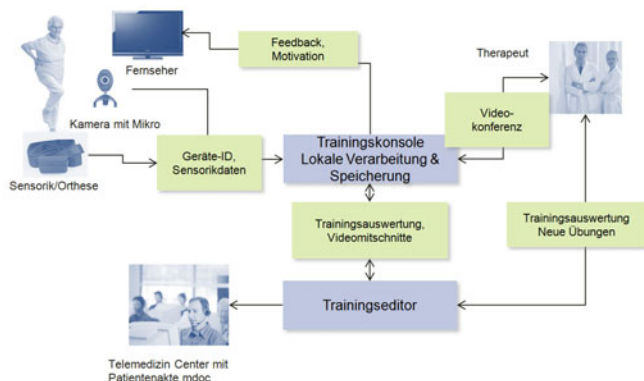 Fernseher
Feedback,
Motivation
Therapeut
Kamera mit Mikro
Video-
konferenz
Trainingskonsole
Lokale Verarbeitung &
Speicherung
Geräte-ID,
Sensorikdaten
Sensorik/Orthese
Trainingsauswertung,
Videomitschnitte
Trainingsauswertung
Neue Übungen
Trainingseditor
Telemedizin Center mit
Patientenakte mdoc